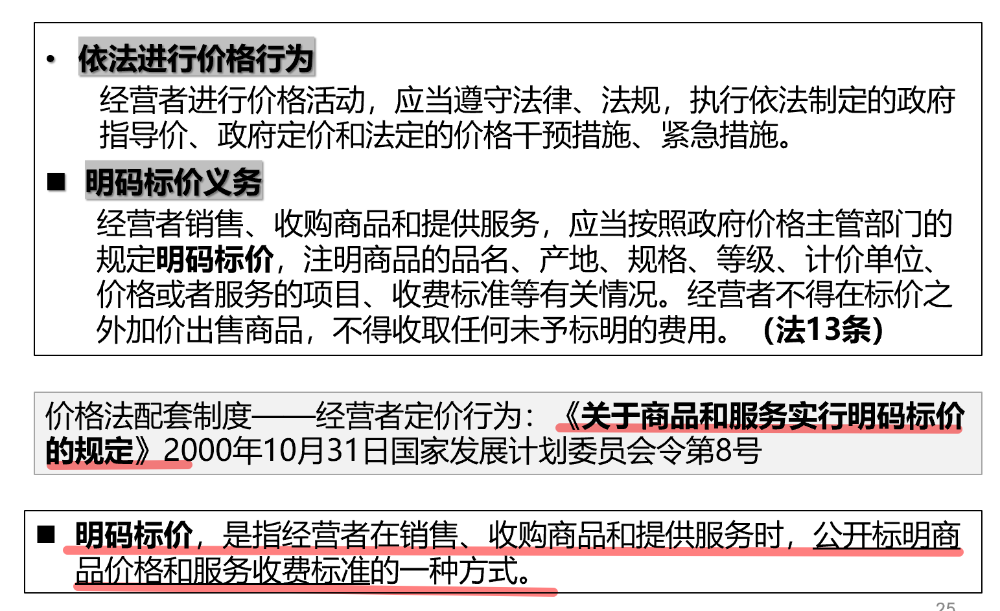 • 依法进行价格行为
经营者进行价格活动，应当遵守法律、法规，执行依法制定的政府
指导价、政府定价和法定的价格干预措施、紧急措施。
■ 明码标价义务
经营者销售、收购商品和提供服务，应当按照政府价格主管部门的
规定明码标价，注明商品的品名、产地、规格、等级、计价单位、
价格或者服务的项目、收费标准等有关情况。经营者不得在标价之
外加价出售商品，不得收取任何未予标明的费用。（法13条）
价格法配套制度——经营者定价行为：《关于商品和服务实行明码标价
的规定》2000年10月31日国家发展计划委员会令第8号
■ 明码标价，是指经营者在销售、收购商品和提供服务时，公开标明商
品价格和服务收费标准的一种方式。
25